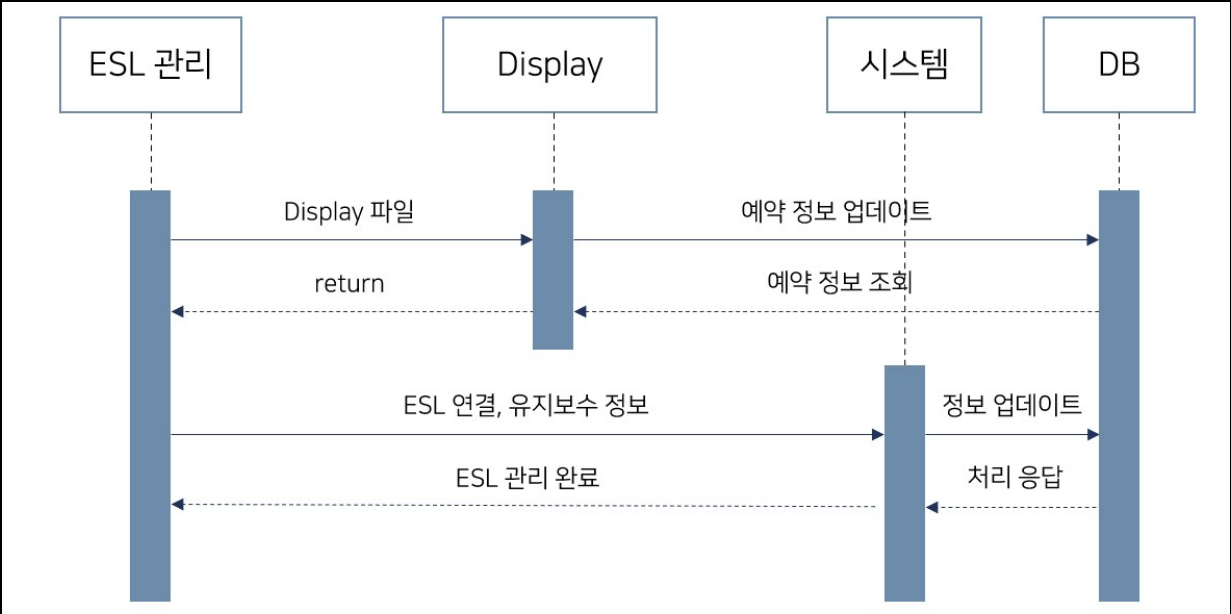 ESL 관리
Display
시스템
DB
Display 파일
예약 정보 업데이트
return
예약 정보 조회
ESL 연결, 유지보수 정보
정보 업데이트
ESL 관리 완료
처리 응답